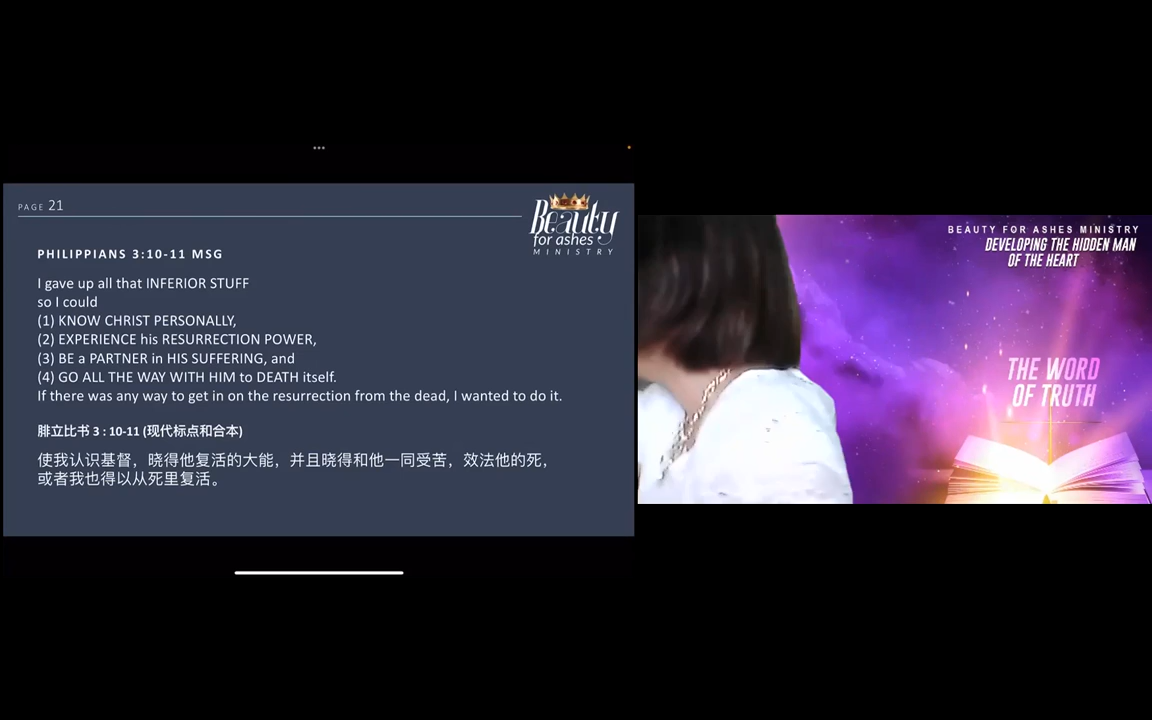 PAGE 21
Beauty
for ashes
MINISTRY
PHILIPPIANS 3:10-11 MSG
I gave up all that INFERIOR STUFF
so I could
(1) KNOW CHRIST PERSONALLY,
(2) EXPERIENCE his RESURRECTION POWER,
(3) BE a PARTNER in HIS SUFFERING, and
(4) GO ALL THE WAY WITH HIM to DEATH itself.
If there was any way to get in on the resurrection from the dead, I wanted to do it.
腓立比书 3 : 10-11 (现代标点和合本)
使我认识基督，晓得他复活的大能，并且晓得和他一同受苦，效法他的死，
或者我也得以从死里复活。
BEAUTY FOR ASHES MINISTRY
DEVELOPING THE HIDDEN MAN
OF THE HEART
THE WORD
OF TRUTH